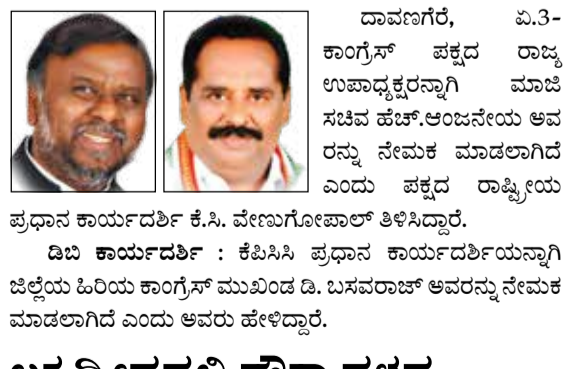 ದಾವಣಗೆರೆ, ಏ.3-
ಕಾಂಗ್ರೆಸ್ ಪಕ್ಷದ ರಾಜ್ಯ
ಉಪಾಧ್ಯಕ್ಷರನ್ನಾಗಿ ಮಾಜಿ
ಸಚಿವ ಹೆಚ್.ಆಂಜನೇಯ ಅವ
ರನ್ನು ನೇಮಕ ಮಾಡಲಾಗಿದೆ
ಎಂದು ಪಕ್ಷದ ರಾಷ್ಟ್ರೀಯ
ಪ್ರಧಾನ ಕಾರ್ಯದರ್ಶಿ ಕೆ.ಸಿ. ವೇಣುಗೋಪಾಲ್ ತಿಳಿಸಿದ್ದಾರೆ.
ಡಿಬಿ ಕಾರ್ಯದರ್ಶಿ : ಕೆಪಿಸಿಸಿ ಪ್ರಧಾನ ಕಾರ್ಯದರ್ಶಿಯನ್ನಾಗಿ
ಜಿಲ್ಲೆಯ ಹಿರಿಯ ಕಾಂಗ್ರೆಸ್ ಮುಖಂಡ ಡಿ. ಬಸವರಾಜ್ ಅವರನ್ನು ನೇಮಕ
ಮಾಡಲಾಗಿದೆ ಎಂದು ಅವರು ಹೇಳಿದ್ದಾರೆ.